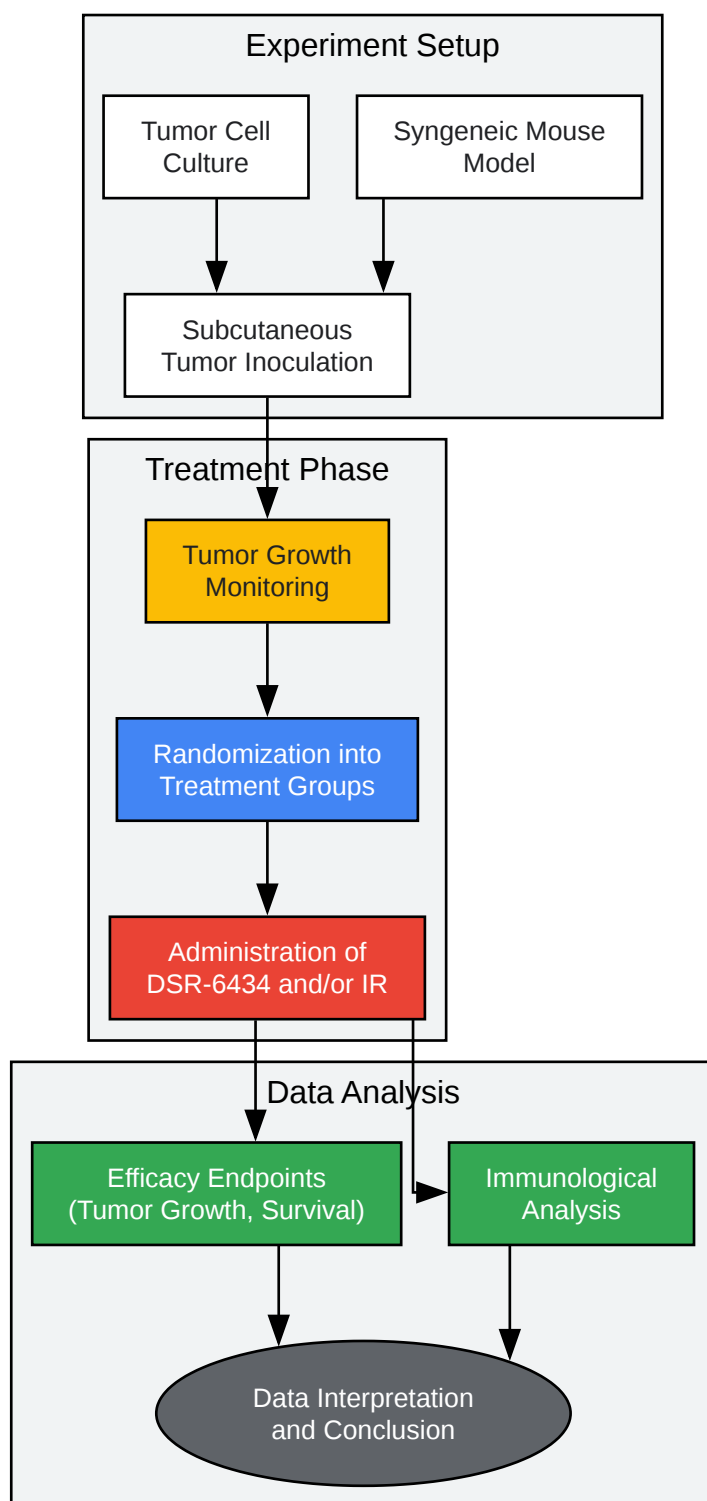 Experiment Setup
Tumor Cell
Culture
Syngeneic Mouse
Model
Subcutaneous
Tumor Inoculation
Treatment Phase
Tumor Growth
Monitoring
Randomization into
Treatment Groups
Administration of
DSR-6434 and/or IR
Data Analysis
Efficacy Endpoints
(Tumor Growth, Survival)
Immunological
Analysis
Data Interpretation
and Conclusion